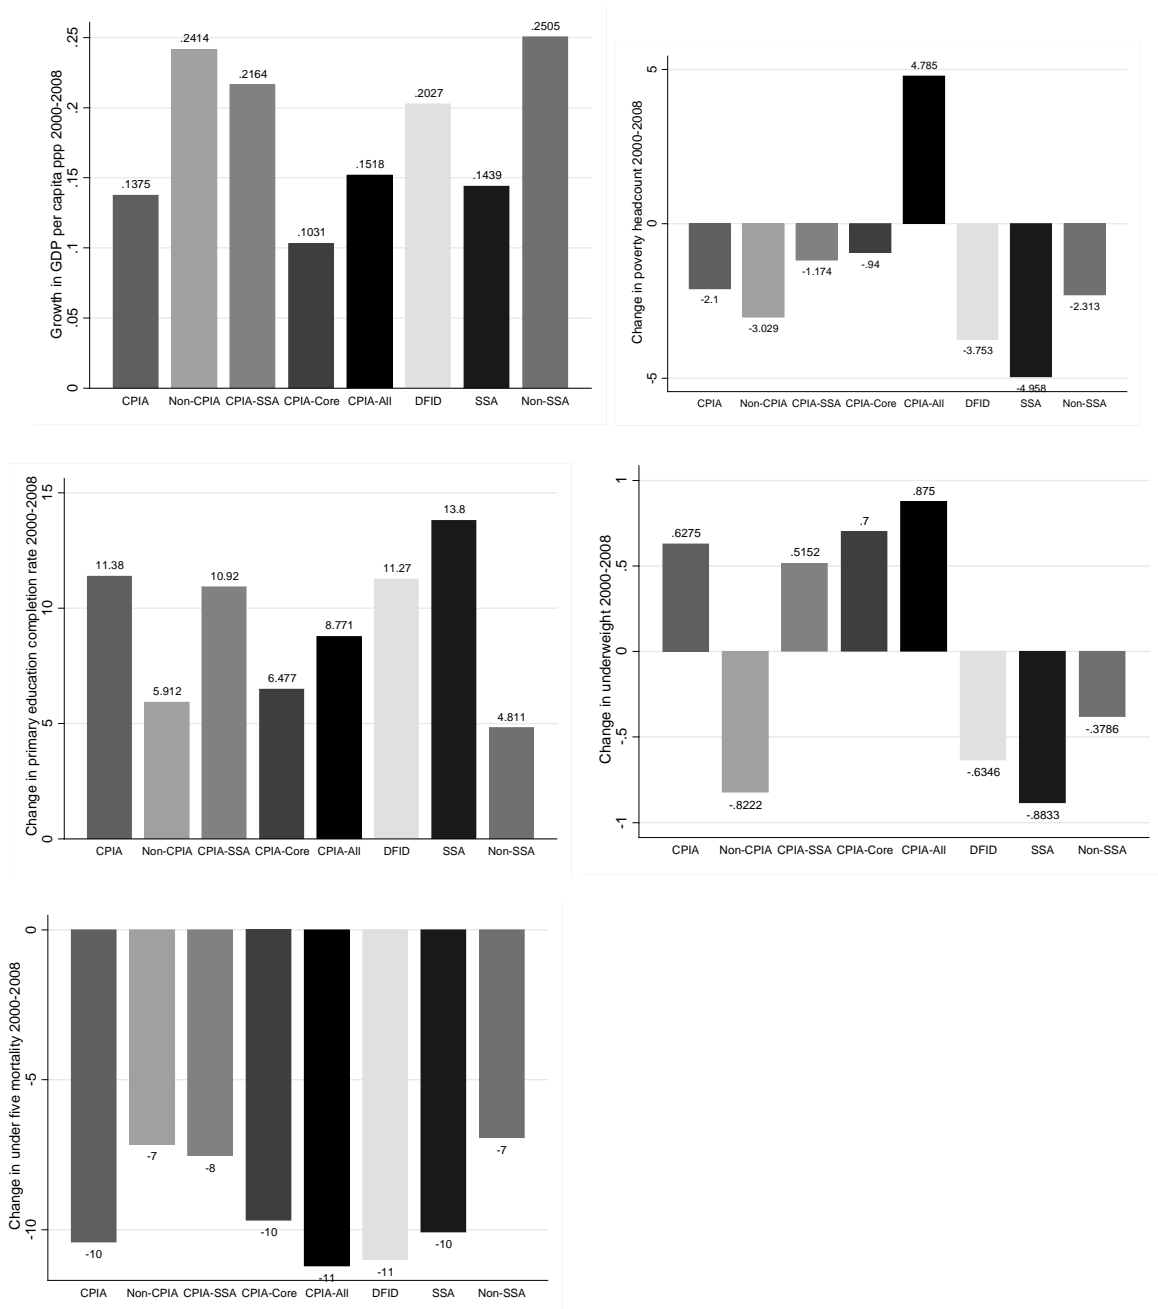 Growth in GDP per capita ppp 2000-2008
0 .05 .1 .15 .2 .25
.1375 .2414 .2164 .1031 .1518 .2027 .1439 .2505
CPIA Non-CPIA CPIA-SSA CPIA-Core CPIA-All DFID SSA Non-SSA
Change in poverty headcount 2000-2008
-5 0 5
-2.1 -3.029 -1.174 -.94 4.785 -3.753 -4.958 -2.313
CPIA Non-CPIA CPIA-SSA CPIA-Core CPIA-All DFID SSA Non-SSA
Change in primary education completion rate 2000-2008
0 5 10 15
11.38 5.912 10.92 6.477 8.771 11.27 13.8 4.811
CPIA Non-CPIA CPIA-SSA CPIA-Core CPIA-All DFID SSA Non-SSA
Change in underweight 2000-2008
-1 -.5 0 .5 1
.6275 -.8222 .5152 .7 .875 -.6346 -.8833 -.3786
CPIA Non-CPIA CPIA-SSA CPIA-Core CPIA-All DFID SSA Non-SSA
Change in under five mortality 2000-2008
-10 -5 0
-10 -7 -8 -10 -11 -11 -10 -7
CPIA Non-CPIA CPIA-SSA CPIA-Core CPIA-All DFID SSA Non-SSA